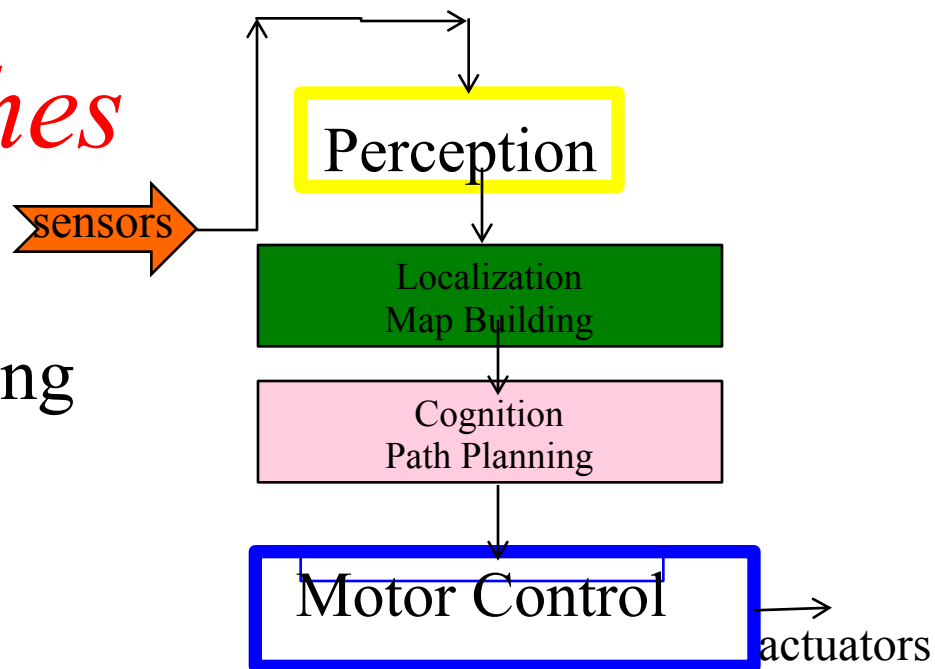 hes
Perception
sensors
Localization
Map Building
ng
Cognition
Path Planning
Motor Control
actuators